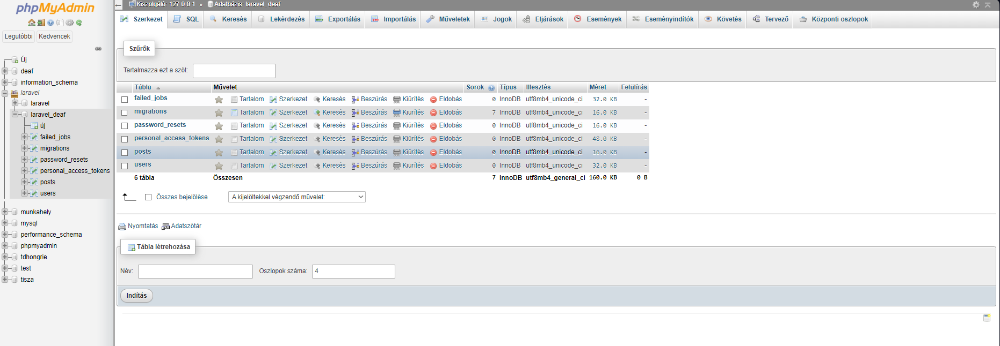 phpMyAdmin
Legutóbbi Kedvencek
Új
deaf
information_schema
laravel
laravel
laravel_deaf
új
failed_jobs
migrations
password_resets
personal_access_tokens
posts
users
munkahely
mysql
performance_schema
phpmyadmin
tdhongrie
test
tisza
← Kiszolgáló: 127.0.0.1 » Adatbázis: laravel_deaf
Szerkezet SQL Keresés Lekérdezés Exportálás Importálás Műveletek Jogok Eljárások Események Eseményindítók Követés Tervező Központi oszlopok
Szűrők
Tartalmazza ezt a szót:
Tábla Művelet Sorok Típus Illesztés Méret Felülírás
failed_jobs Tartalom Szerkezet Keresés Beszúrás Kiürítés Eldobás 0 InnoDB utf8mb4_unicode_ci 32.0 KB -
migrations Tartalom Szerkezet Keresés Beszúrás Kiürítés Eldobás 7 InnoDB utf8mb4_unicode_ci 16.0 KB -
password_resets Tartalom Szerkezet Keresés Beszúrás Kiürítés Eldobás 0 InnoDB utf8mb4_unicode_ci 16.0 KB -
personal_access_tokens Tartalom Szerkezet Keresés Beszúrás Kiürítés Eldobás 0 InnoDB utf8mb4_unicode_ci 48.0 KB -
posts Tartalom Szerkezet Keresés Beszúrás Kiürítés Eldobás 0 InnoDB utf8mb4_unicode_ci 16.0 KB -
users Tartalom Szerkezet Keresés Beszúrás Kiürítés Eldobás 0 InnoDB utf8mb4_unicode_ci 32.0 KB -
6 tábla Összesen 7 InnoDB utf8mb4_general_ci 160.0 KB 0 B
Összes bejelölése A kijelöltekkel végzendő művelet:
Nyomtatás Adatszótár
Tábla létrehozása
Név: Oszlopok száma: 4
Indítás